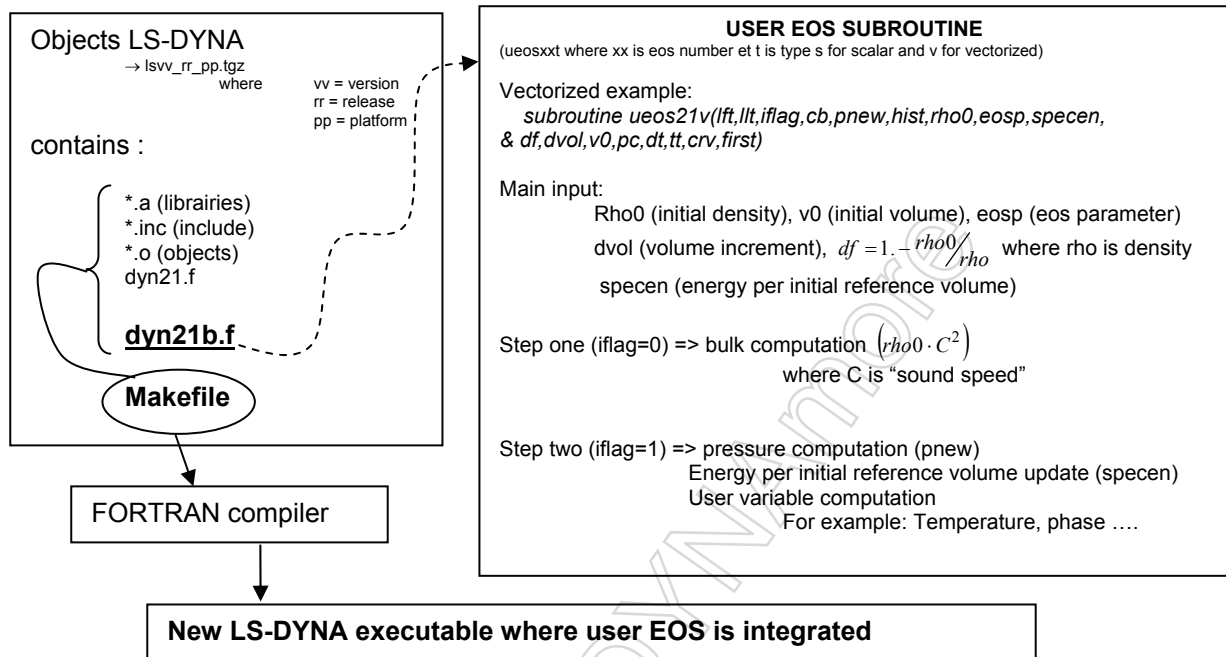 Objects LS-DYNA
→ lsvv_rr_pp.tgz
where
vv = version
rr = release
pp = platform
contains :
*.a (librairies)
*.inc (include)
*.o (objects)
dyn21.f
dyn21b.f
Makefile
FORTRAN compiler
New LS-DYNA executable where user EOS is integrated
USER EOS SUBROUTINE
(ueosxxt where xx is eos number et t is type s for scalar and v for vectorized)
Vectorized example:
subroutine ueos21v(lft,llt,iflag,cb,pnew,hist,rho0,eosp,specen,
& df,dvol,v0,pc,dt,tt,crv,first)
Main input:
Rho0 (initial density), v0 (initial volume), eosp (eos parameter)
dvol (volume increment), df = 1. - rho0/rho where rho is density
specen (energy per initial reference volume)
Step one (iflag=0) => bulk computation (rho0 · C²)
where C is “sound speed”
Step two (iflag=1) => pressure computation (pnew)
Energy per initial reference volume update (specen)
User variable computation
For example: Temperature, phase ….
DYNAmore